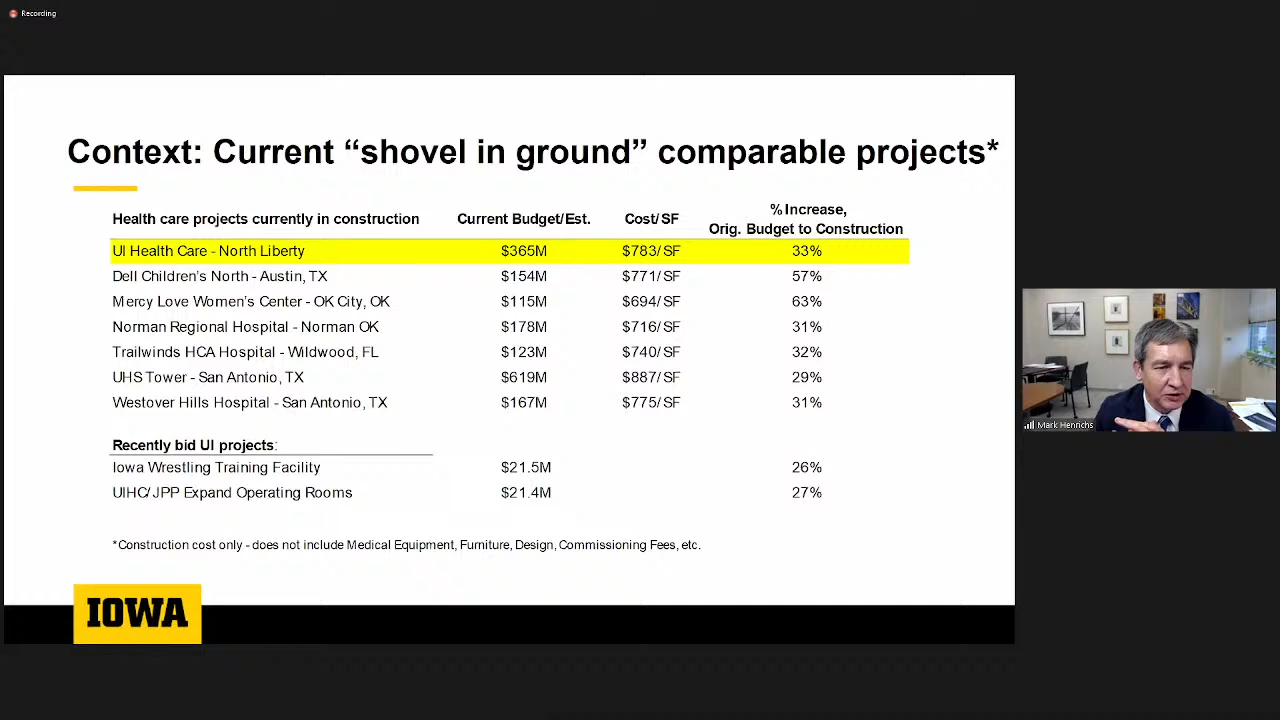 Recording
Context: Current “shovel in ground” comparable projects*
Health care projects currently in construction Current Budget/Est. Cost/SF % Increase, Orig. Budget to Construction
UI Health Care - North Liberty $365M $783/SF 33%
Dell Children’s North - Austin, TX $154M $771/SF 57%
Mercy Love Women’s Center - OK City, OK $115M $694/SF 63%
Norman Regional Hospital - Norman OK $178M $716/SF 31%
Trailwinds HCA Hospital - Wildwood, FL $123M $740/SF 32%
UHS Tower - San Antonio, TX $619M $887/SF 29%
Westover Hills Hospital - San Antonio, TX $167M $775/SF 31%
Recently bid UI projects:
Iowa Wrestling Training Facility $21.5M 26%
UIHC/JPP Expand Operating Rooms $21.4M 27%
*Construction cost only - does not include Medical Equipment, Furniture, Design, Commissioning Fees, etc.
IOWA
Mark Henrichs